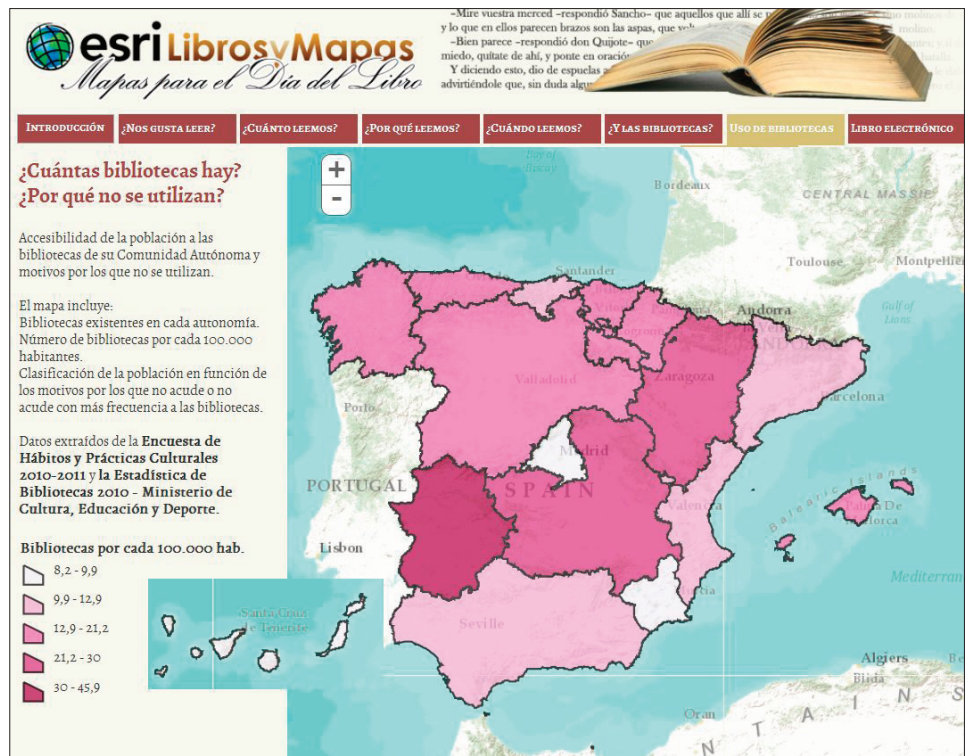 –Mire vuestra merced –respondió Sancho– que aquellos que allí se
y lo que en ellos parecen brazos son las aspas, que
–Bien parece –respondió don Quijote– que
miedo, quítate de ahí, y ponte en
Y diciendo esto, dio de espuelas
advirtiéndole que, sin duda
esri LibrosyMapas
Mapas para el Día del Libro
INTRODUCCIÓN
¿NOS GUSTA LEER?
¿CUÁNTO LEEMOS?
¿POR QUÉ LEEMOS?
¿CUÁNDO LEEMOS?
¿Y LAS BIBLIOTECAS?
USO DE BIBLIOTECAS
LIBRO ELECTRÓNICO
¿Cuántas bibliotecas hay?
¿Por qué no se utilizan?
Accesibilidad de la población a las
bibliotecas de su Comunidad Autónoma y
motivos por los que no se utilizan.
El mapa incluye:
Bibliotecas existentes en cada autonomía.
Número de bibliotecas por cada 100.000
habitantes.
Clasificación de la población en función de
los motivos por los que no acude o no
acude con más frecuencia a las bibliotecas.
Datos extraídos de la Encuesta de
Hábitos y Prácticas Culturales
2010-2011 y la Estadística de
Bibliotecas 2010 - Ministerio de
Cultura, Educación y Deporte.
Bibliotecas por cada 100.000 hab.
8,2 - 9,9
9,9 - 12,9
12,9 - 21,2
21,2 - 30
30 - 45,9
+
-
Bay of
Biscay
Bordeaux
CENTRAL MASSIF
Toulouse
Montpellier
Gulf of
Lions
Santander
Andorra
Valladolid
Zaragoza
Porto
Madrid
PORTUGAL
SPAIN
Valencia
Balearic Islands
Palma De
Lisbon
Seville
Santa Cruz
de Tenerife
Algiers
Blida
Oran